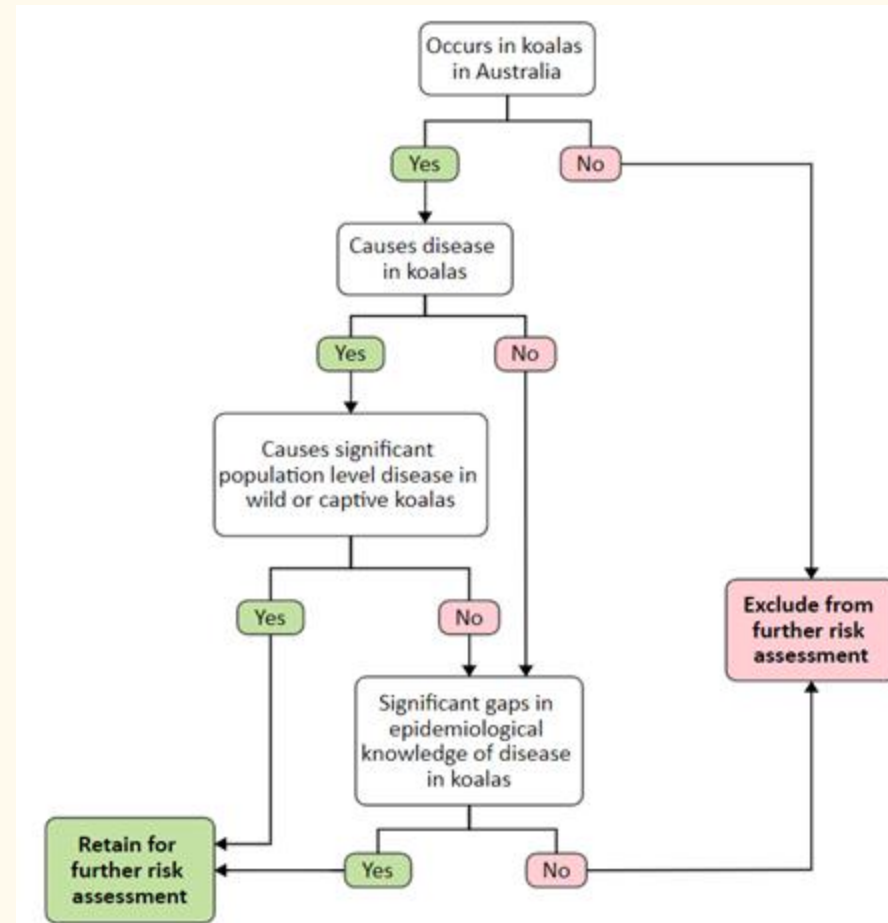 Occurs in koalas
in Australia
Yes
No
Causes disease
in koalas
Yes
No
Causes significant
population level disease in
wild or captive koalas
Yes
No
Exclude from
further risk
assessment
Significant gaps in
epidemiological
knowledge of disease
in koalas
Retain for
further risk
assessment
Yes
No